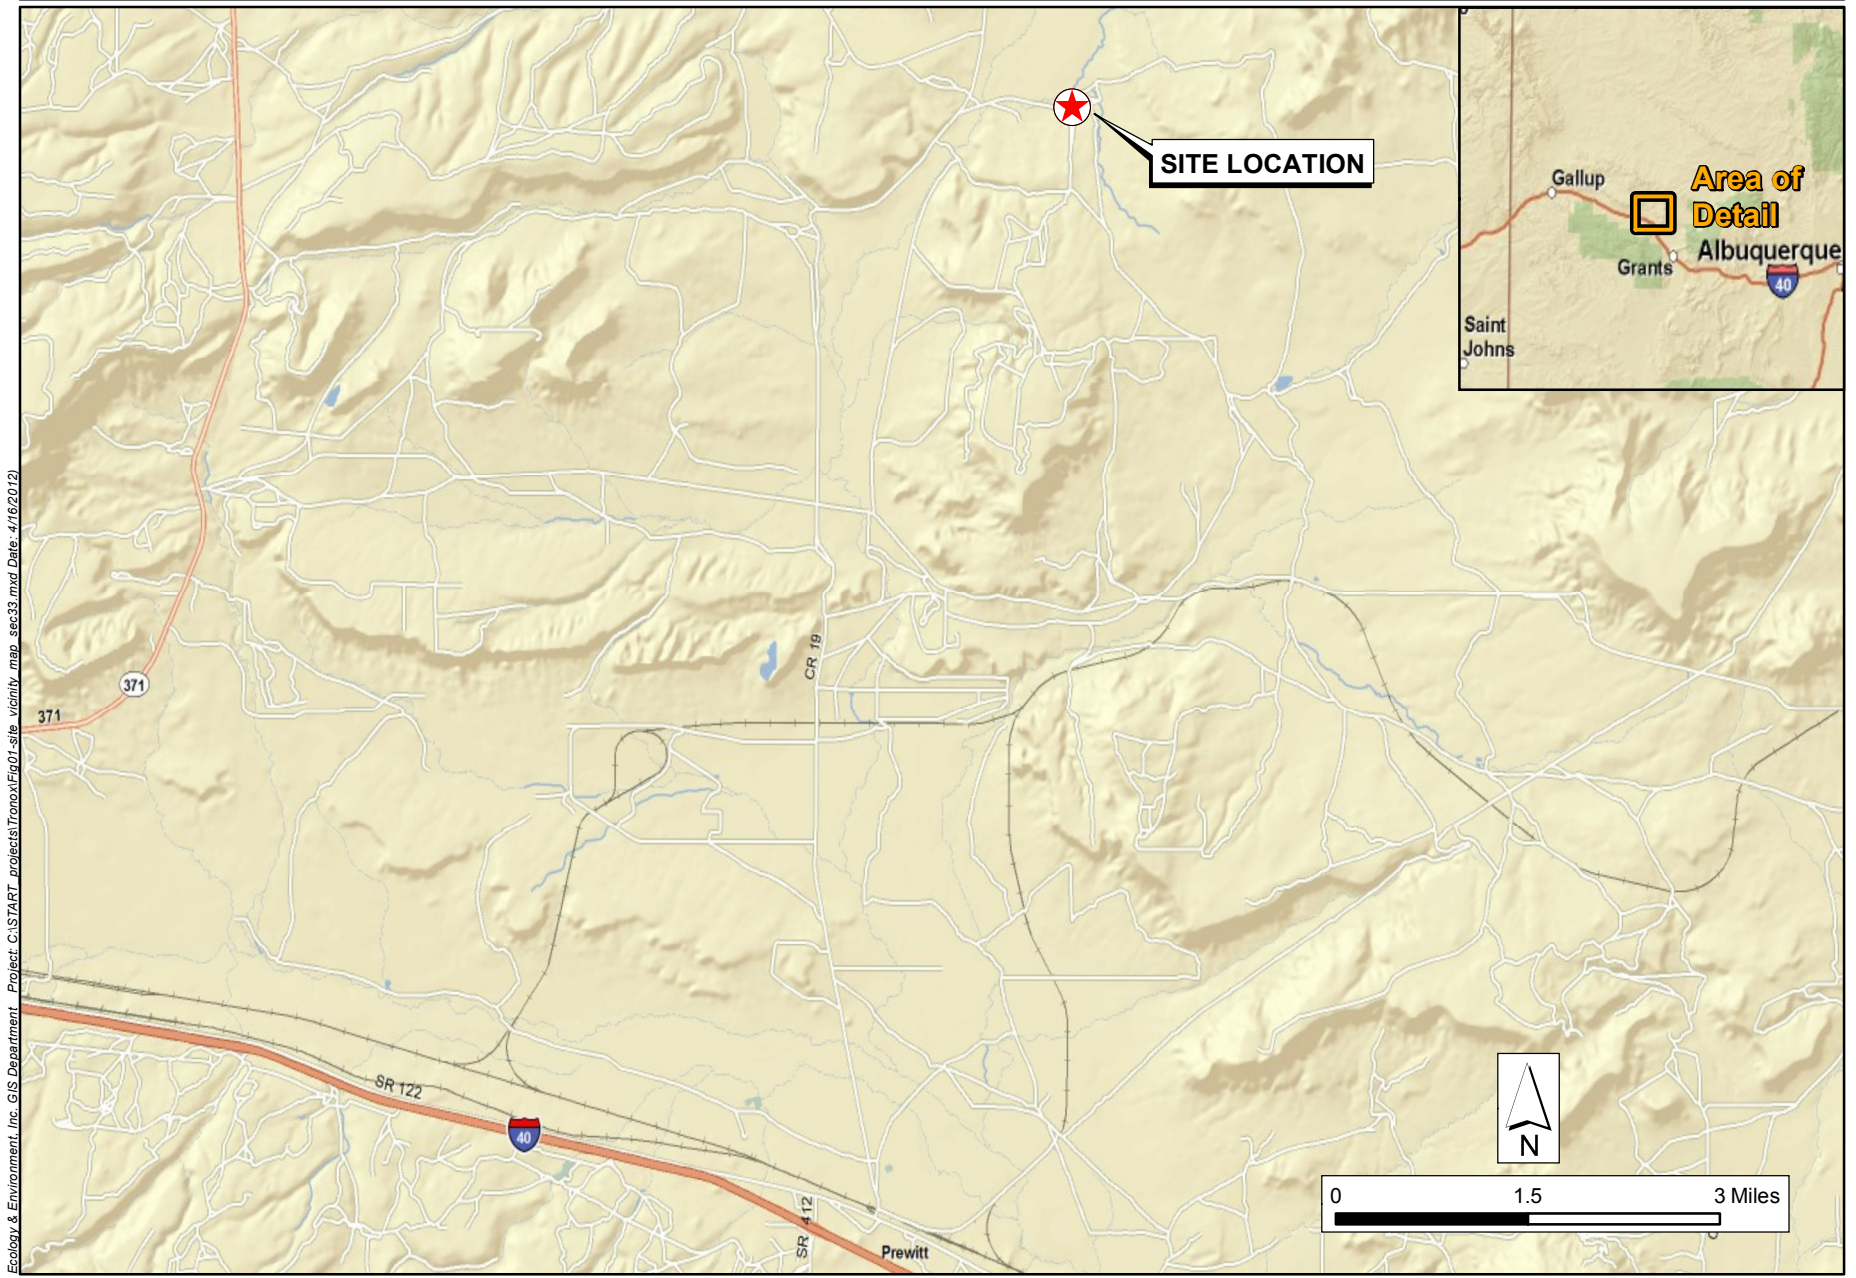 SITE LOCATION
Gallup
Area of
Detail
Albuquerque
Grants
40
Saint
Johns
CR 19
371
371
SR 122
40
SR 412
Prewitt
N
0 1.5 3 Miles
Ecology & Environment, Inc. GIS Department Project: C:\START_projects\Tronox\Fig01-site_vicinity_map_sec33.mxd Date: 4/16/2012)